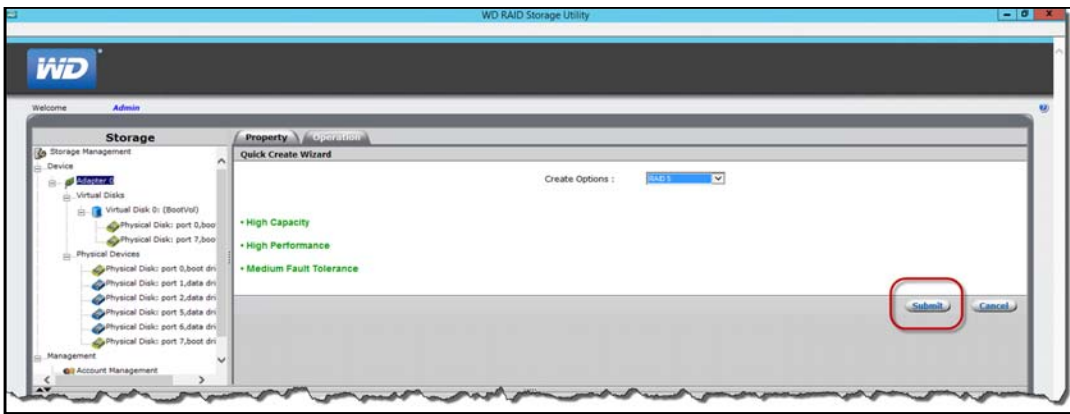 WD RAID Storage Utility
WD
Welcome Admin
Storage
Property Operation
Storage Management
Quick Create Wizard
Device
Adapter 0
Create Options : RAID 5
Virtual Disks
Virtual Disk 0: (BootVol)
Physical Disk: port 0,boo
Physical Disk: port 7,boo
• High Capacity
• High Performance
• Medium Fault Tolerance
Physical Devices
Physical Disk: port 0,boot dri
Physical Disk: port 1,data dri
Physical Disk: port 2,data dri
Physical Disk: port 5,data dri
Physical Disk: port 6,data dri
Physical Disk: port 7,boot dri
Submit Cancel
Management
Account Management